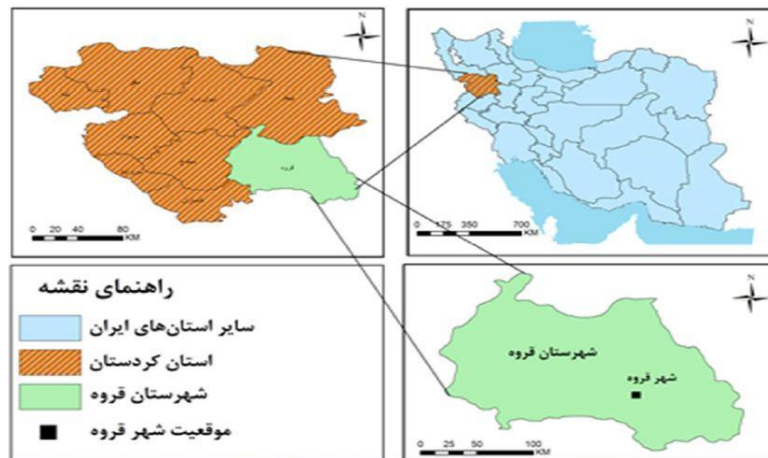 N
قروه
0 20 40 80
KM
N
0 175 350 700
KM
راهنمای نقشه
سایر استان‌های ایران
استان کردستان
شهرستان قروه
موقعیت شهر قروه
N
شهرستان قروه
شهر قروه
0 25 50 100
KM